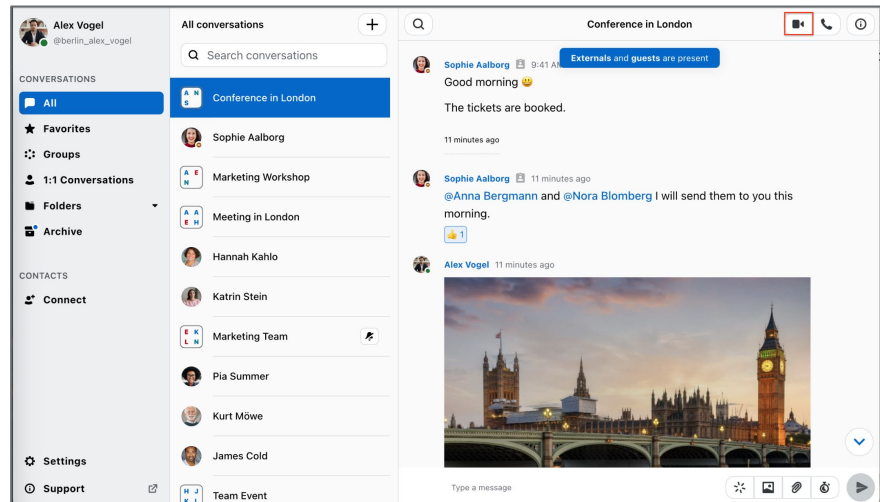 Alex Vogel
@berlin_alex_vogel
CONVERSATIONS
All
Favorites
Groups
1:1 Conversations
Folders
Archive
CONTACTS
Connect
Settings
Support
All conversations
Search conversations
A N
S
Conference in London
Sophie Aalborg
A E
N
Marketing Workshop
A A
E H
Meeting in London
Hannah Kahlo
Katrin Stein
E K
L N
Marketing Team
Pia Summer
Kurt Möwe
James Cold
H J
Team Event
Conference in London
Externals and guests are present
Sophie Aalborg 9:41
Good morning 😀
The tickets are booked.
11 minutes ago
Sophie Aalborg 11 minutes ago
@Anna Bergmann and @Nora Blomberg I will send them to you this
morning.
👍 1
Alex Vogel 11 minutes ago
Type a message